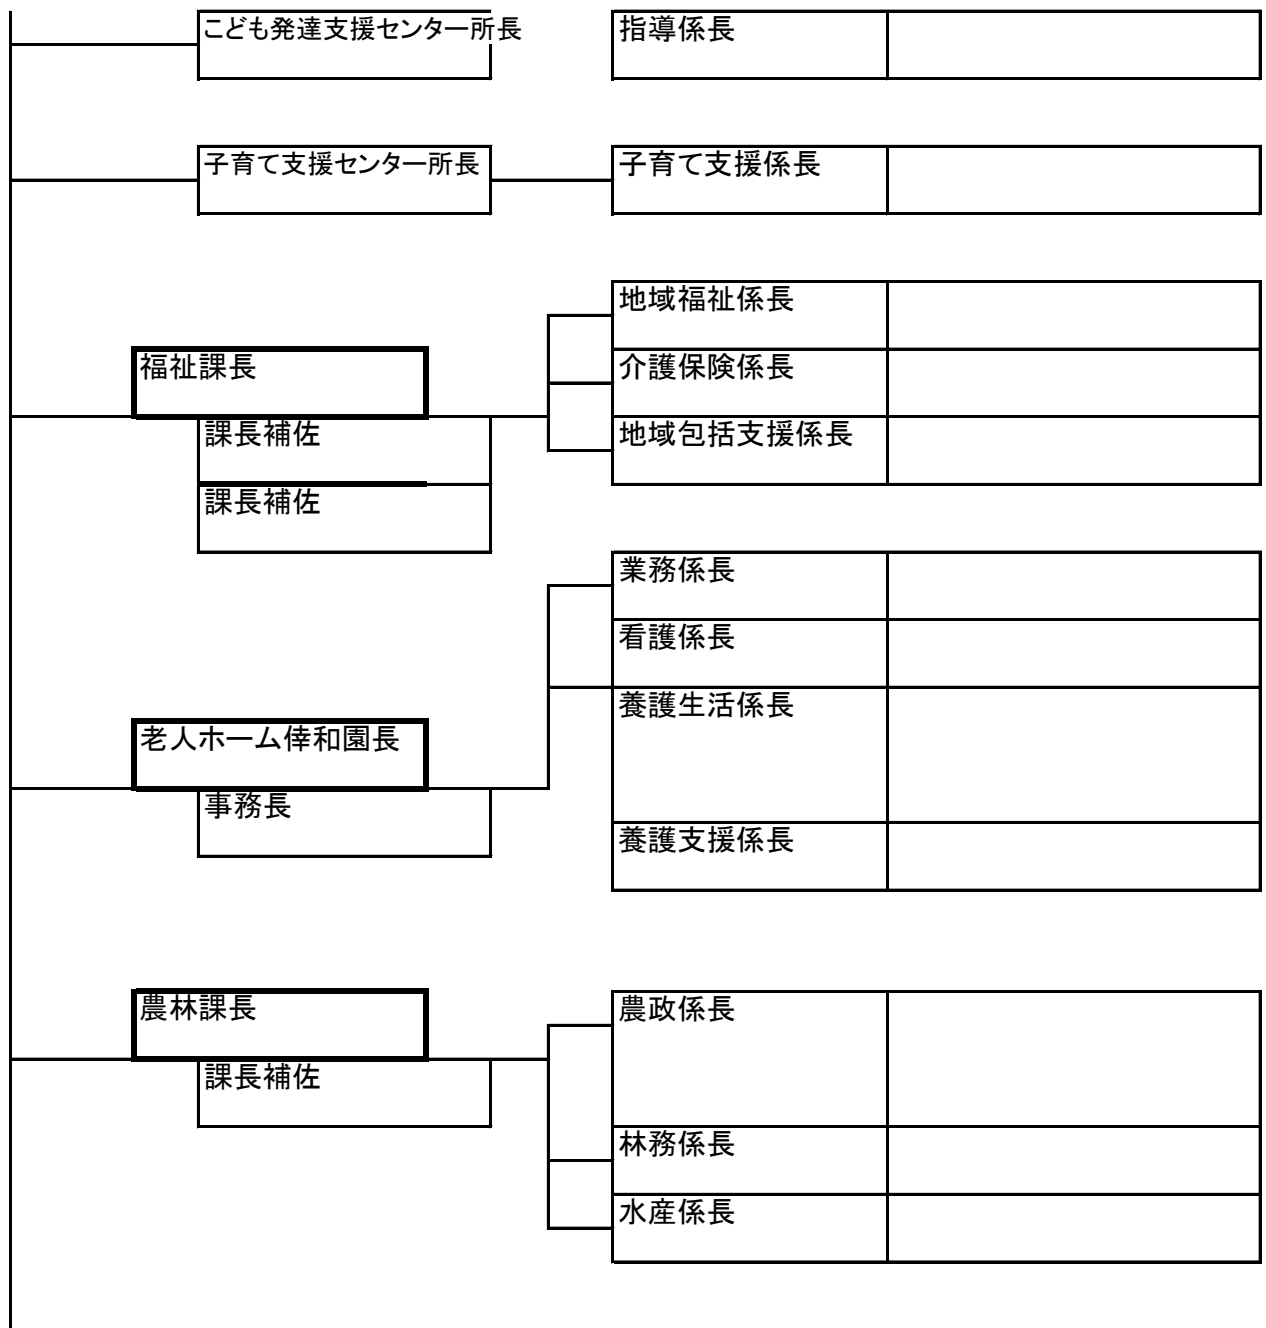 こども発達支援センター所長
指導係長
子育て支援センター所長
子育て支援係長
地域福祉係長
福祉課長
介護保険係長
課長補佐
地域包括支援係長
課長補佐
業務係長
看護係長
養護生活係長
老人ホーム倖和園長
事務長
養護支援係長
農林課長
農政係長
課長補佐
林務係長
水産係長